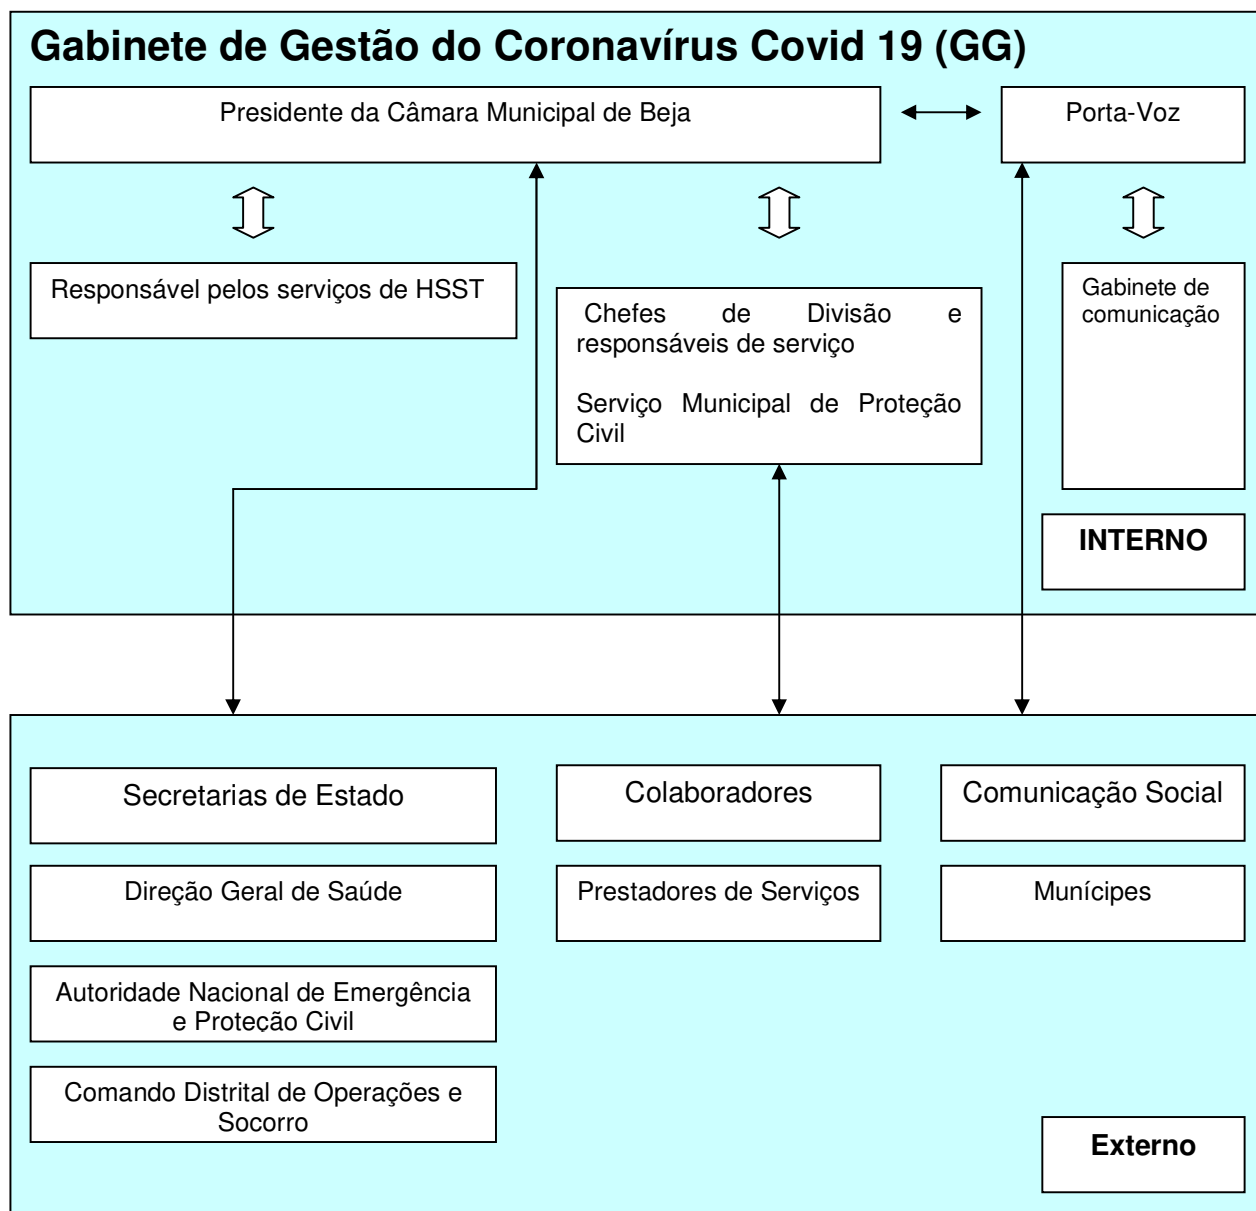 Gabinete de Gestão do Coronavírus Covid 19 (GG)
Presidente da Câmara Municipal de Beja
Porta-Voz
Responsável pelos serviços de HSST
Chefes de Divisão e
responsáveis de serviço
Serviço Municipal de Proteção
Civil
Gabinete de
comunicação
INTERNO
Secretarias de Estado
Colaboradores
Comunicação Social
Direção Geral de Saúde
Prestadores de Serviços
Munícipes
Autoridade Nacional de Emergência
e Proteção Civil
Comando Distrital de Operações e
Socorro
Externo